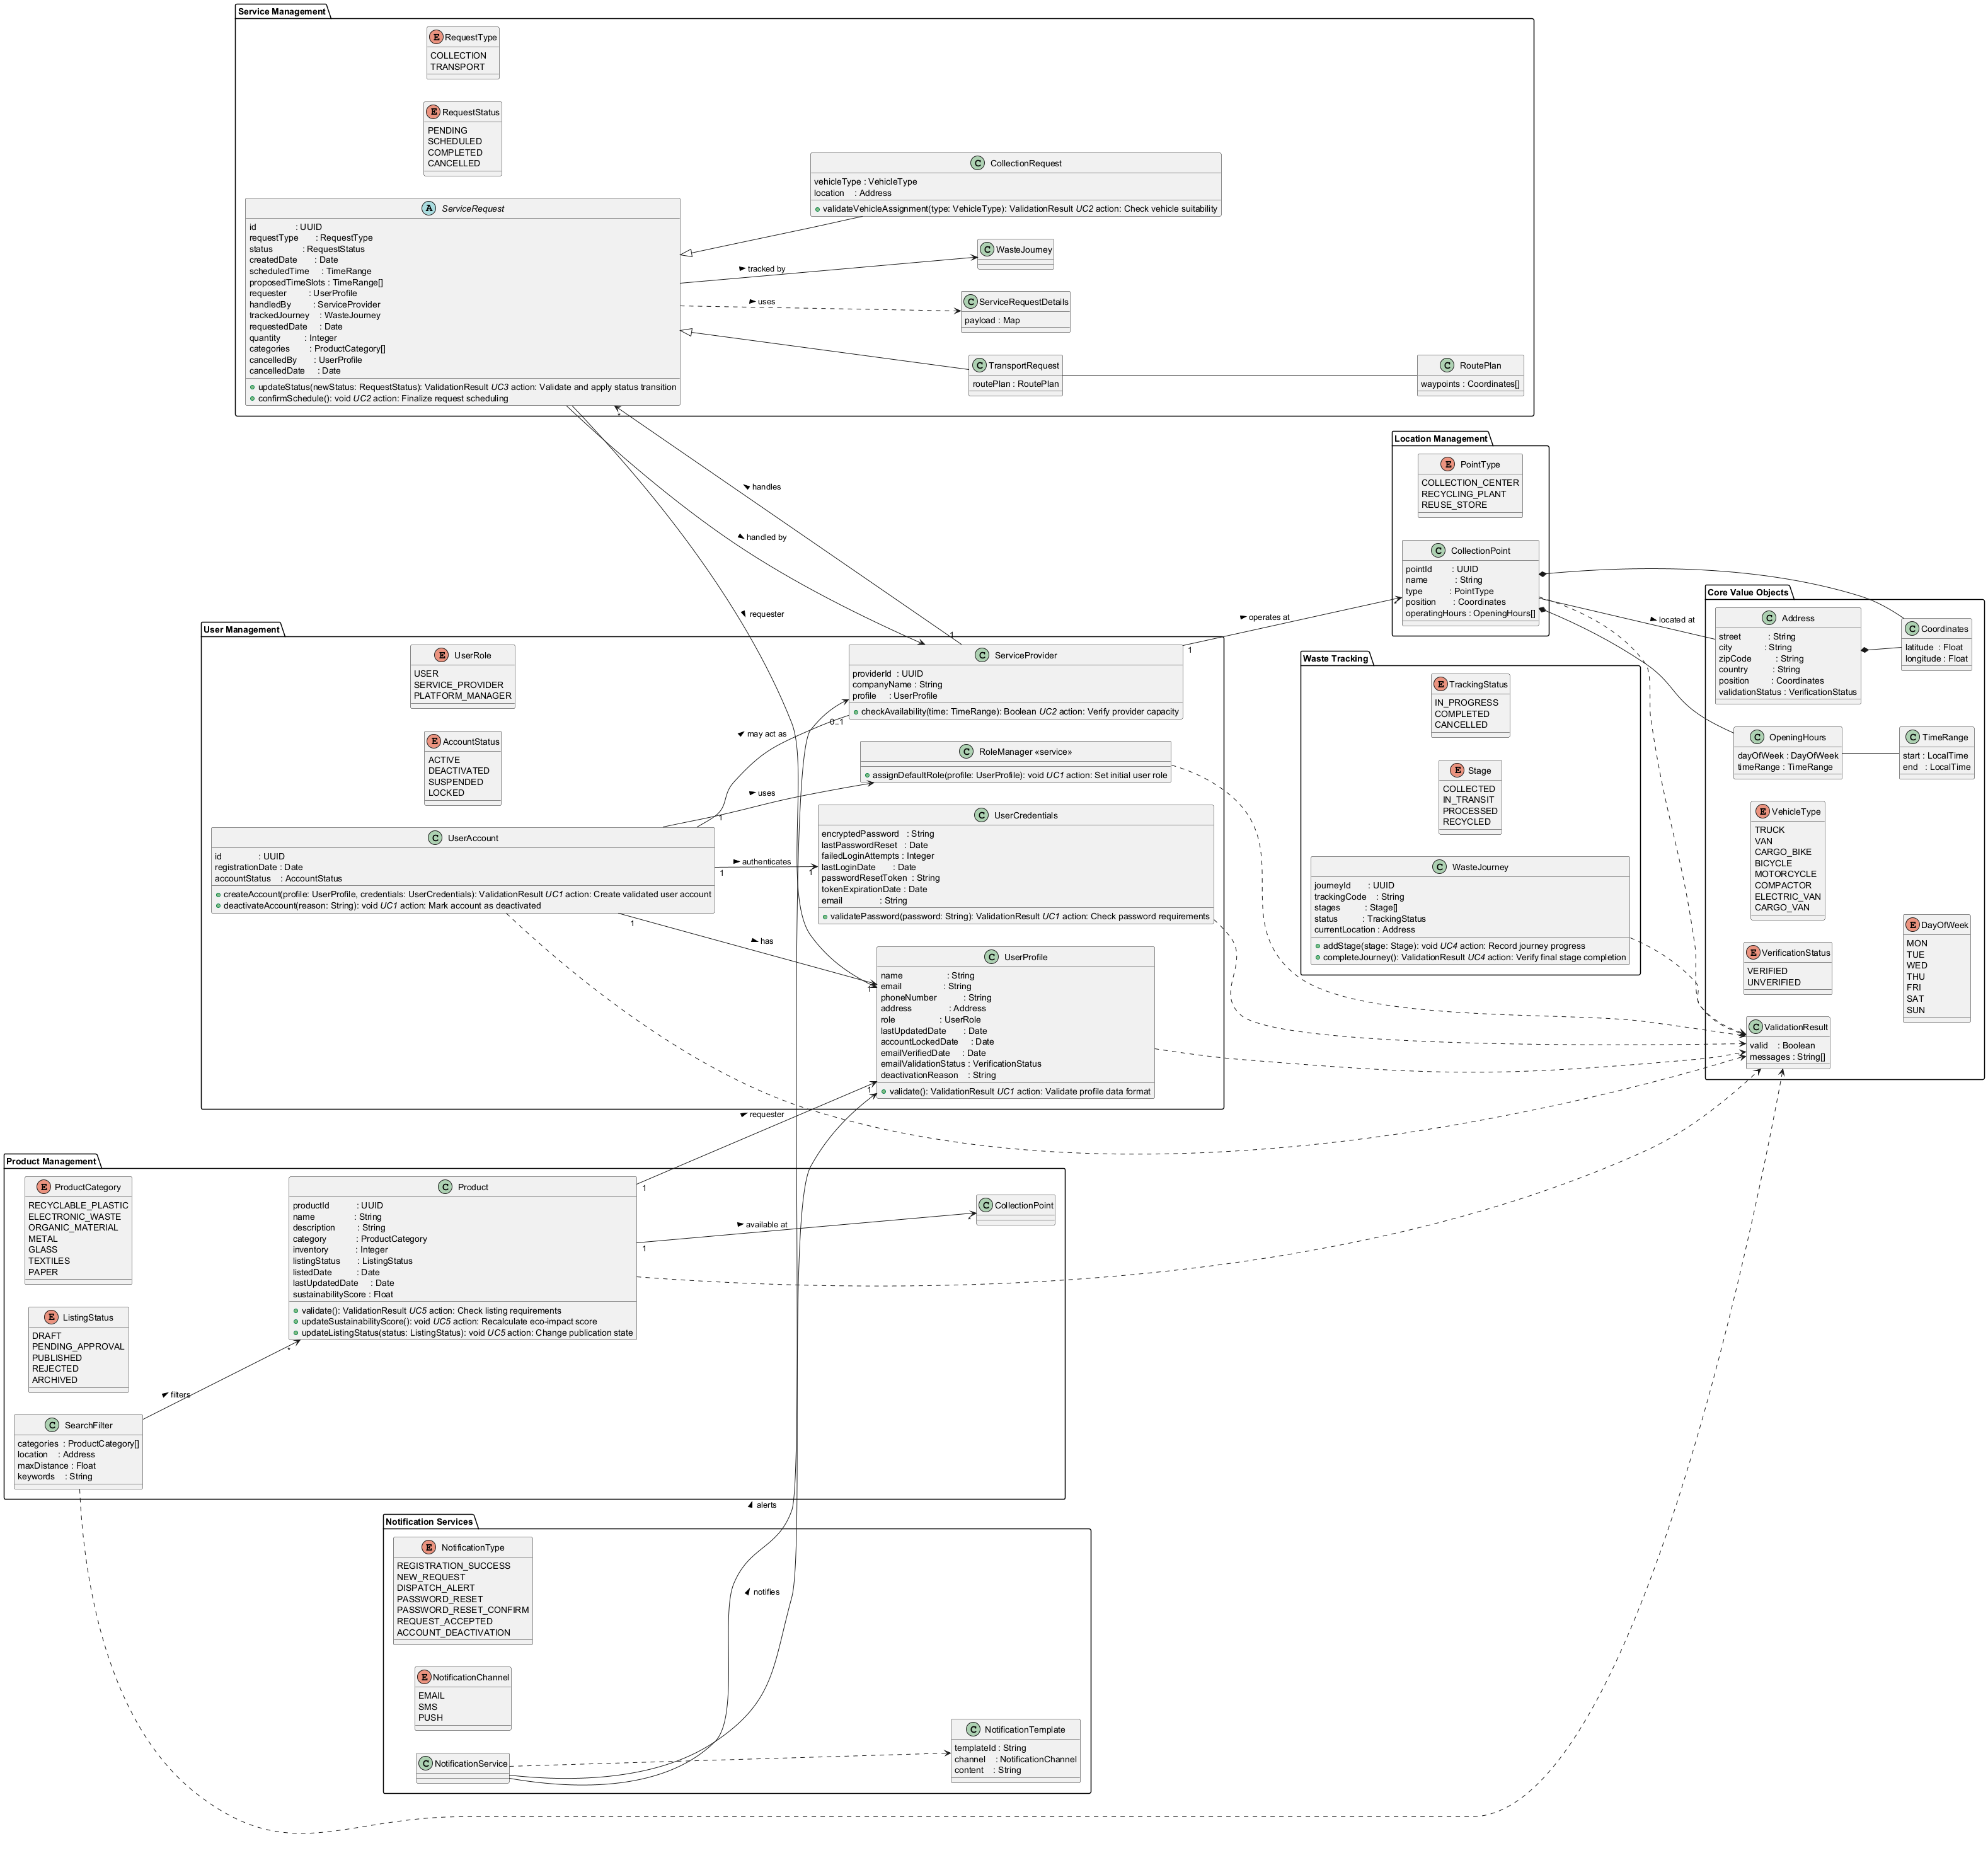 Service Management
E RequestType
COLLECTION
TRANSPORT
E RequestStatus
PENDING
SCHEDULED
COMPLETED
CANCELLED
A ServiceRequest
id : UUID
requestType : RequestType
status : RequestStatus
createdDate : Date
scheduledTime : TimeRange
proposedTimeSlots : TimeRange[]
requester : UserProfile
handledBy : ServiceProvider
trackedJourney : WasteJourney
requestedDate : Date
quantity : Integer
categories : ProductCategory[]
cancelledBy : UserProfile
cancelledDate : Date
updateStatus(newStatus: RequestStatus): ValidationResult UC3 action: Validate and apply status transition
confirmSchedule(): void UC2 action: Finalize request scheduling
C CollectionRequest
vehicleType : VehicleType
location : Address
validateVehicleAssignment(type: VehicleType): ValidationResult UC2 action: Check vehicle suitability
C WasteJourney
tracked by
C ServiceRequestDetails
payload : Map
uses
C TransportRequest
routePlan : RoutePlan
C RoutePlan
waypoints : Coordinates[]
*
handles
handled by
requester
Location Management
E PointType
COLLECTION_CENTER
RECYCLING_PLANT
REUSE_STORE
C CollectionPoint
pointId : UUID
name : String
type : PointType
position : Coordinates
operatingHours : OpeningHours[]
*
operates at
located at
Core Value Objects
C Address
street : String
city : String
zipCode : String
country : String
position : Coordinates
validationStatus : VerificationStatus
C Coordinates
latitude : Float
longitude : Float
C OpeningHours
dayOfWeek : DayOfWeek
timeRange : TimeRange
C TimeRange
start : LocalTime
end : LocalTime
E VehicleType
TRUCK
VAN
CARGO_BIKE
BICYCLE
MOTORCYCLE
COMPACTOR
ELECTRIC_VAN
CARGO_VAN
E VerificationStatus
VERIFIED
UNVERIFIED
E DayOfWeek
MON
TUE
WED
THU
FRI
SAT
SUN
C ValidationResult
valid : Boolean
messages : String[]
Waste Tracking
E TrackingStatus
IN_PROGRESS
COMPLETED
CANCELLED
E Stage
COLLECTED
IN_TRANSIT
PROCESSED
RECYCLED
C WasteJourney
journeyId : UUID
trackingCode : String
stages : Stage[]
status : TrackingStatus
currentLocation : Address
addStage(stage: Stage): void UC4 action: Record journey progress
completeJourney(): ValidationResult UC4 action: Verify final stage completion
User Management
E UserRole
USER
SERVICE_PROVIDER
PLATFORM_MANAGER
E AccountStatus
ACTIVE
DEACTIVATED
SUSPENDED
LOCKED
C UserAccount
id : UUID
registrationDate : Date
accountStatus : AccountStatus
createAccount(profile: UserProfile, credentials: UserCredentials): ValidationResult UC1 action: Create validated user account
deactivateAccount(reason: String): void UC1 action: Mark account as deactivated
1
C ServiceProvider
providerId : UUID
companyName : String
profile : UserProfile
checkAvailability(time: TimeRange): Boolean UC2 action: Verify provider capacity
1
0..1
may act as
1
C RoleManager «service»
assignDefaultRole(profile: UserProfile): void UC1 action: Set initial user role
uses
C UserCredentials
encryptedPassword : String
lastPasswordReset : Date
failedLoginAttempts : Integer
lastLoginDate : Date
passwordResetToken : String
tokenExpirationDate : Date
email : String
validatePassword(password: String): ValidationResult UC1 action: Check password requirements
authenticates
1
1
has
1
1
C UserProfile
name : String
email : String
phoneNumber : String
address : Address
role : UserRole
lastUpdatedDate : Date
accountLockedDate : Date
emailVerifiedDate : Date
emailValidationStatus : VerificationStatus
deactivationReason : String
validate(): ValidationResult UC1 action: Validate profile data format
1
requester
Product Management
E ProductCategory
RECYCLABLE_PLASTIC
ELECTRONIC_WASTE
ORGANIC_MATERIAL
METAL
GLASS
TEXTILES
PAPER
E ListingStatus
DRAFT
PENDING_APPROVAL
PUBLISHED
REJECTED
ARCHIVED
C SearchFilter
categories : ProductCategory[]
location : Address
maxDistance : Float
keywords : String
filters
*
C Product
productId : UUID
name : String
description : String
category : ProductCategory
inventory : Integer
listingStatus : ListingStatus
listedDate : Date
lastUpdatedDate : Date
sustainabilityScore : Float
validate(): ValidationResult UC5 action: Check listing requirements
updateSustainabilityScore(): void UC5 action: Recalculate eco-impact score
updateListingStatus(status: ListingStatus): void UC5 action: Change publication state
1
1
available at
*
C CollectionPoint
alerts
Notification Services
E NotificationType
REGISTRATION_SUCCESS
NEW_REQUEST
DISPATCH_ALERT
PASSWORD_RESET
PASSWORD_RESET_CONFIRM
REQUEST_ACCEPTED
ACCOUNT_DEACTIVATION
E NotificationChannel
EMAIL
SMS
PUSH
C NotificationService
notifies
C NotificationTemplate
templateId : String
channel : NotificationChannel
content : String